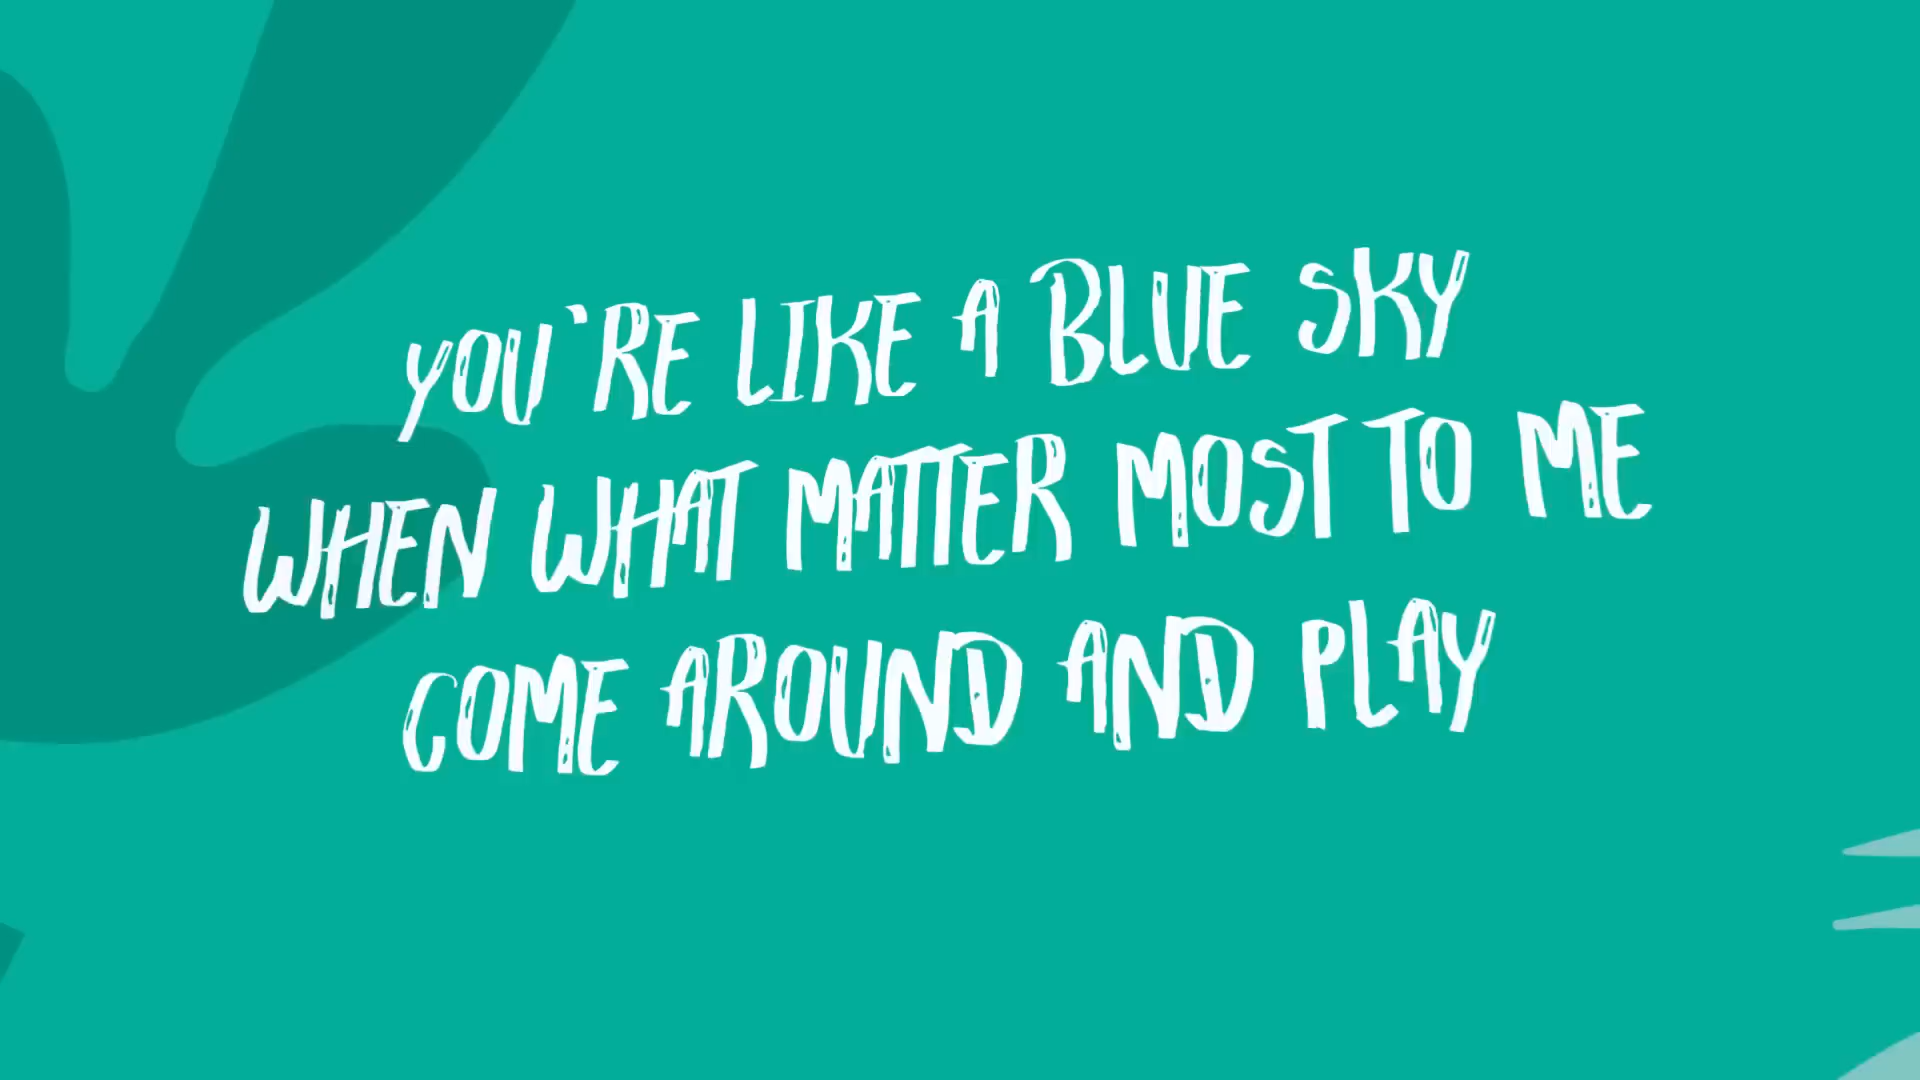 YOU'RE LIKE A BLUE SKY
WHEN WHAT MATTER MOST TO ME
COME AROUND AND PLAY